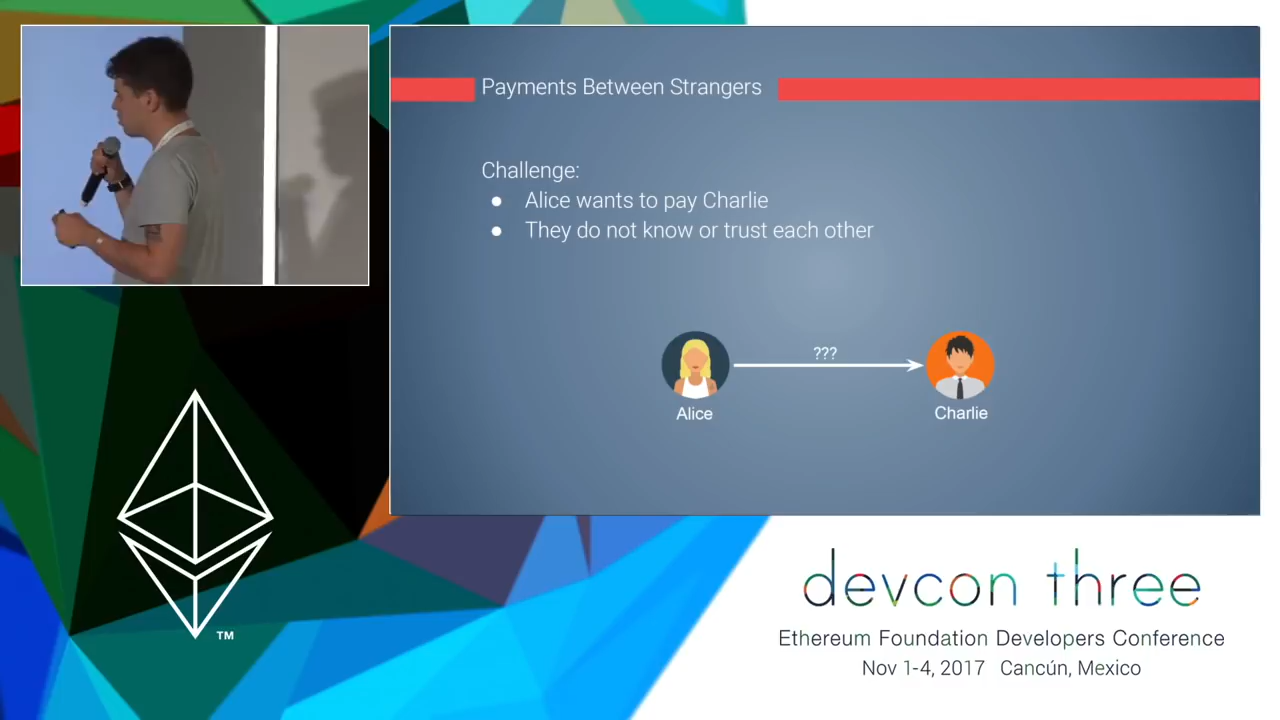 Payments Between Strangers
Challenge:
● Alice wants to pay Charlie
● They do not know or trust each other
???
Alice
Charlie
TM
devcon three
Ethereum Foundation Developers Conference
Nov 1-4, 2017 Cancún, Mexico